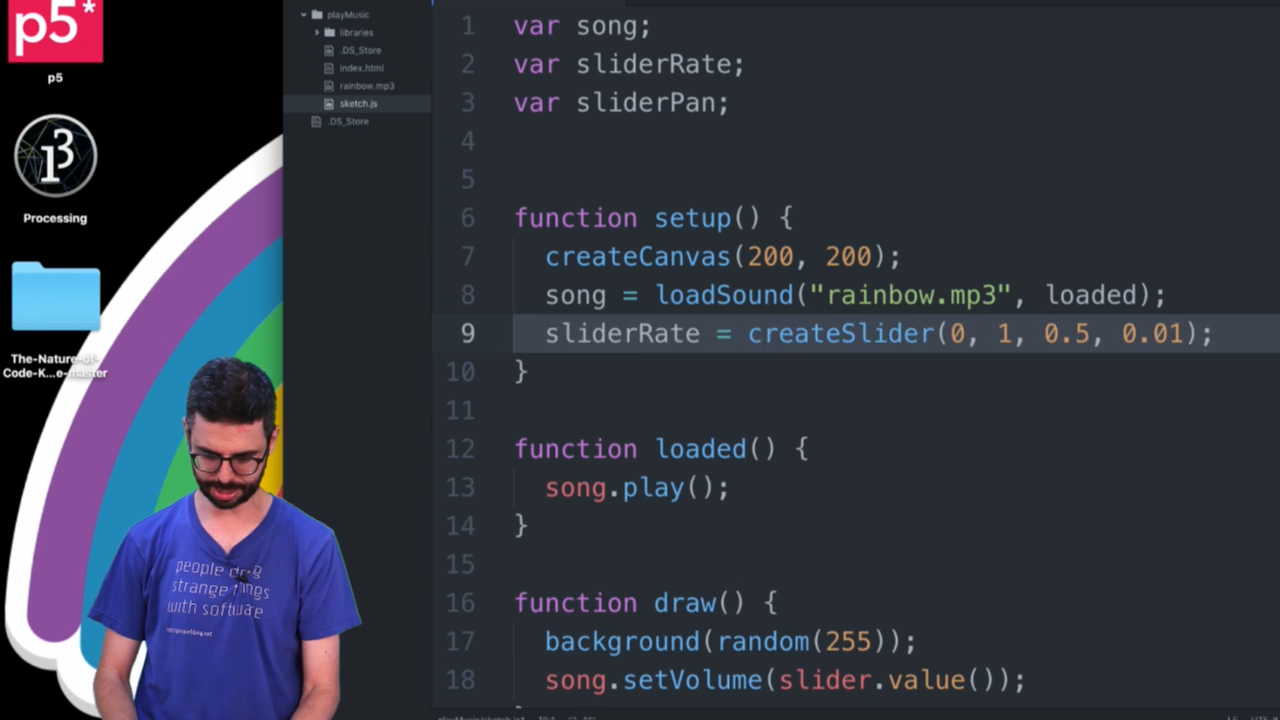 p5*
p5
Processing
The-Nature-of-
Code-K...e-master
people doing
strange things
with software
playMusic
libraries
.DS_Store
index.html
rainbow.mp3
sketch.js
.DS_Store
1 var song;
2 var sliderRate;
3 var sliderPan;
4
5
6 function setup() {
7 createCanvas(200, 200);
8 song = loadSound("rainbow.mp3", loaded);
9 sliderRate = createSlider(0, 1, 0.5, 0.01);
10 }
11
12 function loaded() {
13 song.play();
14 }
15
16 function draw() {
17 background(random(255));
18 song.setVolume(slider.value());